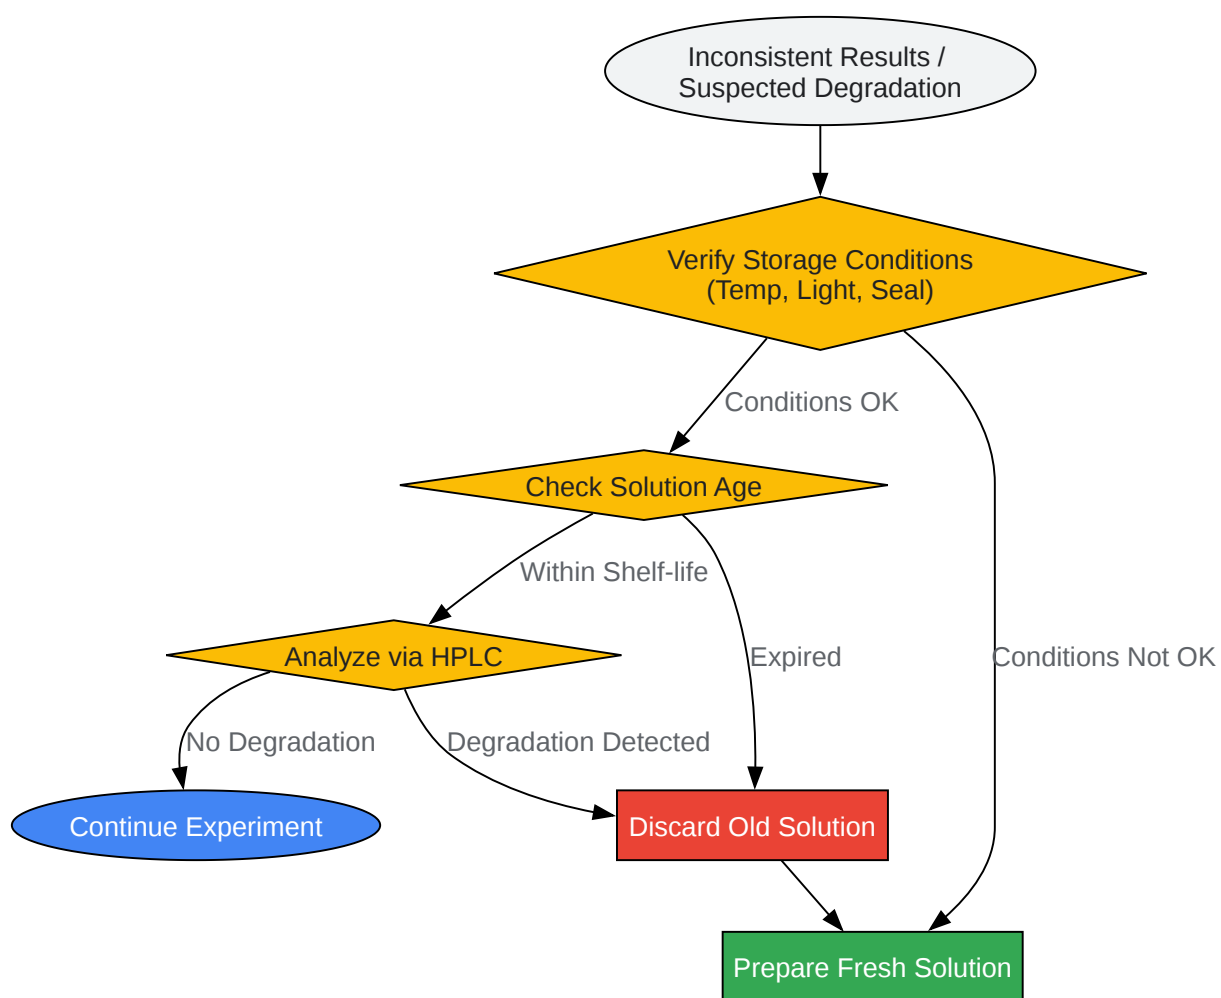 Inconsistent Results /
Suspected Degradation
Verify Storage Conditions
(Temp, Light, Seal)
Conditions OK
Check Solution Age
Within Shelf-life
Analyze via HPLC
Expired
Conditions Not OK
No Degradation
Degradation Detected
Continue Experiment
Discard Old Solution
Prepare Fresh Solution